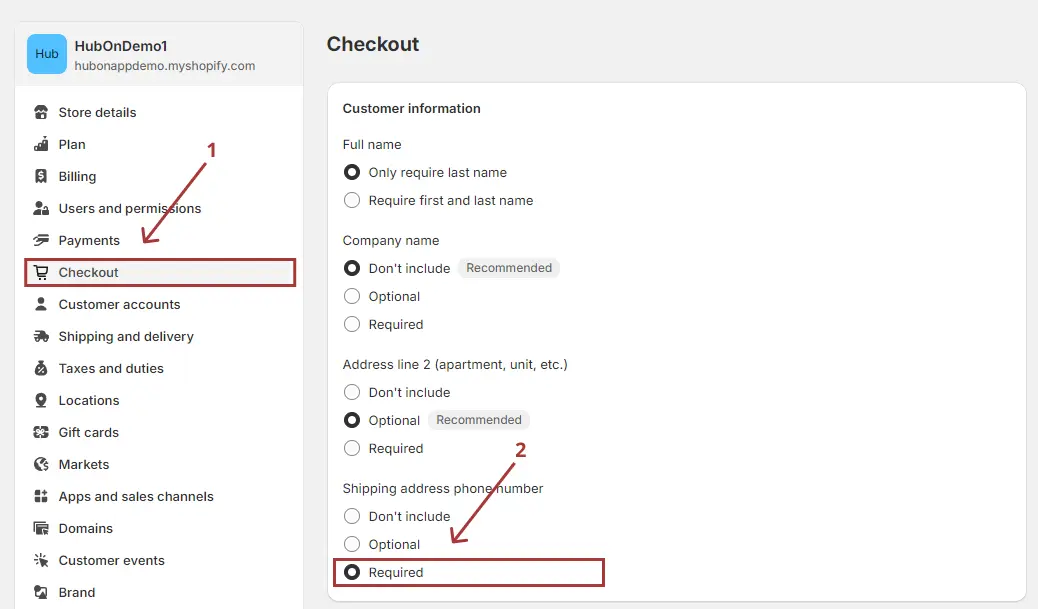 Hub
HubOnDemo1
hubonappdemo.myshopify.com
Store details
Plan
1
Billing
Users and permissions
Payments
Checkout
Customer accounts
Shipping and delivery
Taxes and duties
Locations
Gift cards
Markets
Apps and sales channels
Domains
Customer events
Brand
Checkout
Customer information
Full name
Only require last name
Require first and last name
Company name
Don't include Recommended
Optional
Required
Address line 2 (apartment, unit, etc.)
Don't include
Optional Recommended
Required
2
Shipping address phone number
Don't include
Optional
Required